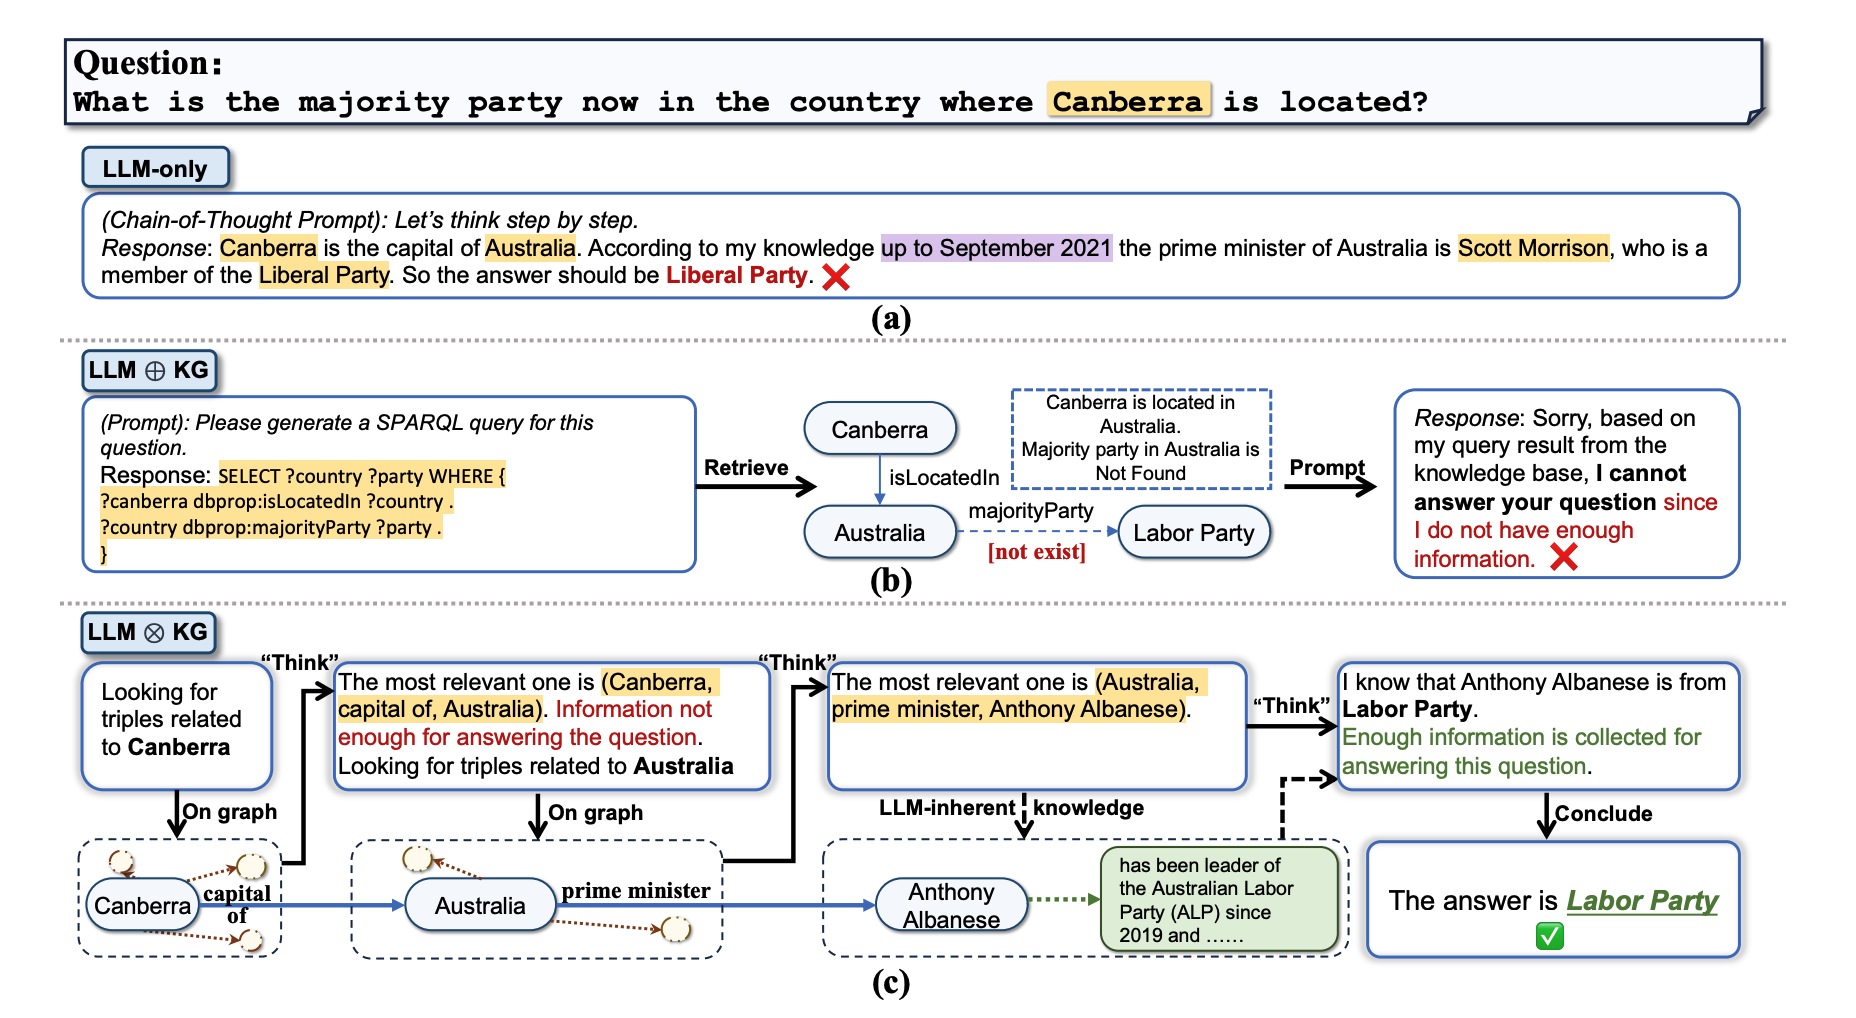 Question:
What is the majority party now in the country where Canberra is located?
LLM-only
(Chain-of-Thought Prompt): Let's think step by step.
Response: Canberra is the capital of Australia. According to my knowledge up to September 2021 the prime minister of Australia is Scott Morrison, who is a
member of the Liberal Party. So the answer should be Liberal Party. ❌
(a)
LLM ⊕ KG
(Prompt): Please generate a SPARQL query for this
question.
Response: SELECT ?country ?party WHERE {
?canberra dbprop:isLocatedIn ?country .
?country dbprop:majorityParty ?party .
}
Retrieve
Canberra
isLocatedIn
Australia
majorityParty
[not exist]
Labor Party
Canberra is located in
Australia.
Majority party in Australia is
Not Found
Prompt
Response: Sorry, based on
my query result from the
knowledge base, I cannot
answer your question since
I do not have enough
information. ❌
(b)
LLM ⊗ KG
Looking for
triples related
to Canberra
"Think"
The most relevant one is (Canberra,
capital of, Australia). Information not
enough for answering the question.
Looking for triples related to Australia
"Think"
The most relevant one is (Australia,
prime minister, Anthony Albanese).
"Think"
I know that Anthony Albanese is from
Labor Party.
Enough information is collected for
answering this question.
On graph
On graph
LLM-inherent knowledge
Conclude
Canberra
capital
of
Australia
prime minister
Anthony
Albanese
has been leader of
the Australian Labor
Party (ALP) since
2019 and ……
The answer is Labor Party
✅
(c)